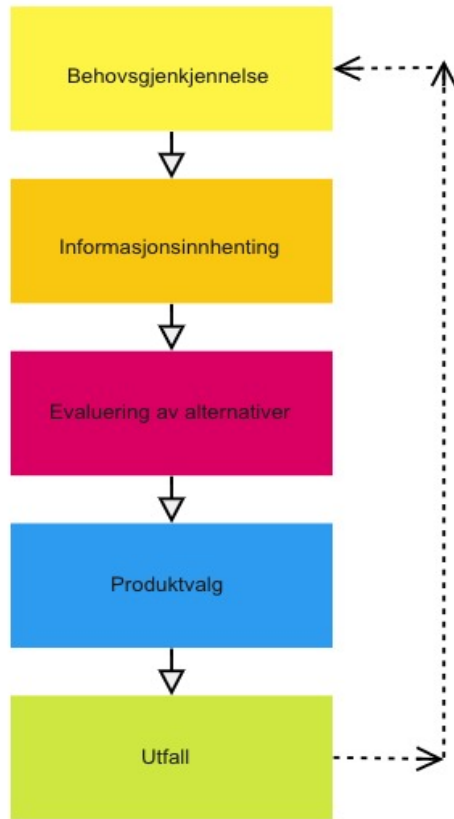 Behovsgjenkjennelse
Informasjonsinnhenting
Evaluering av alternativer
Produktvalg
Utfall